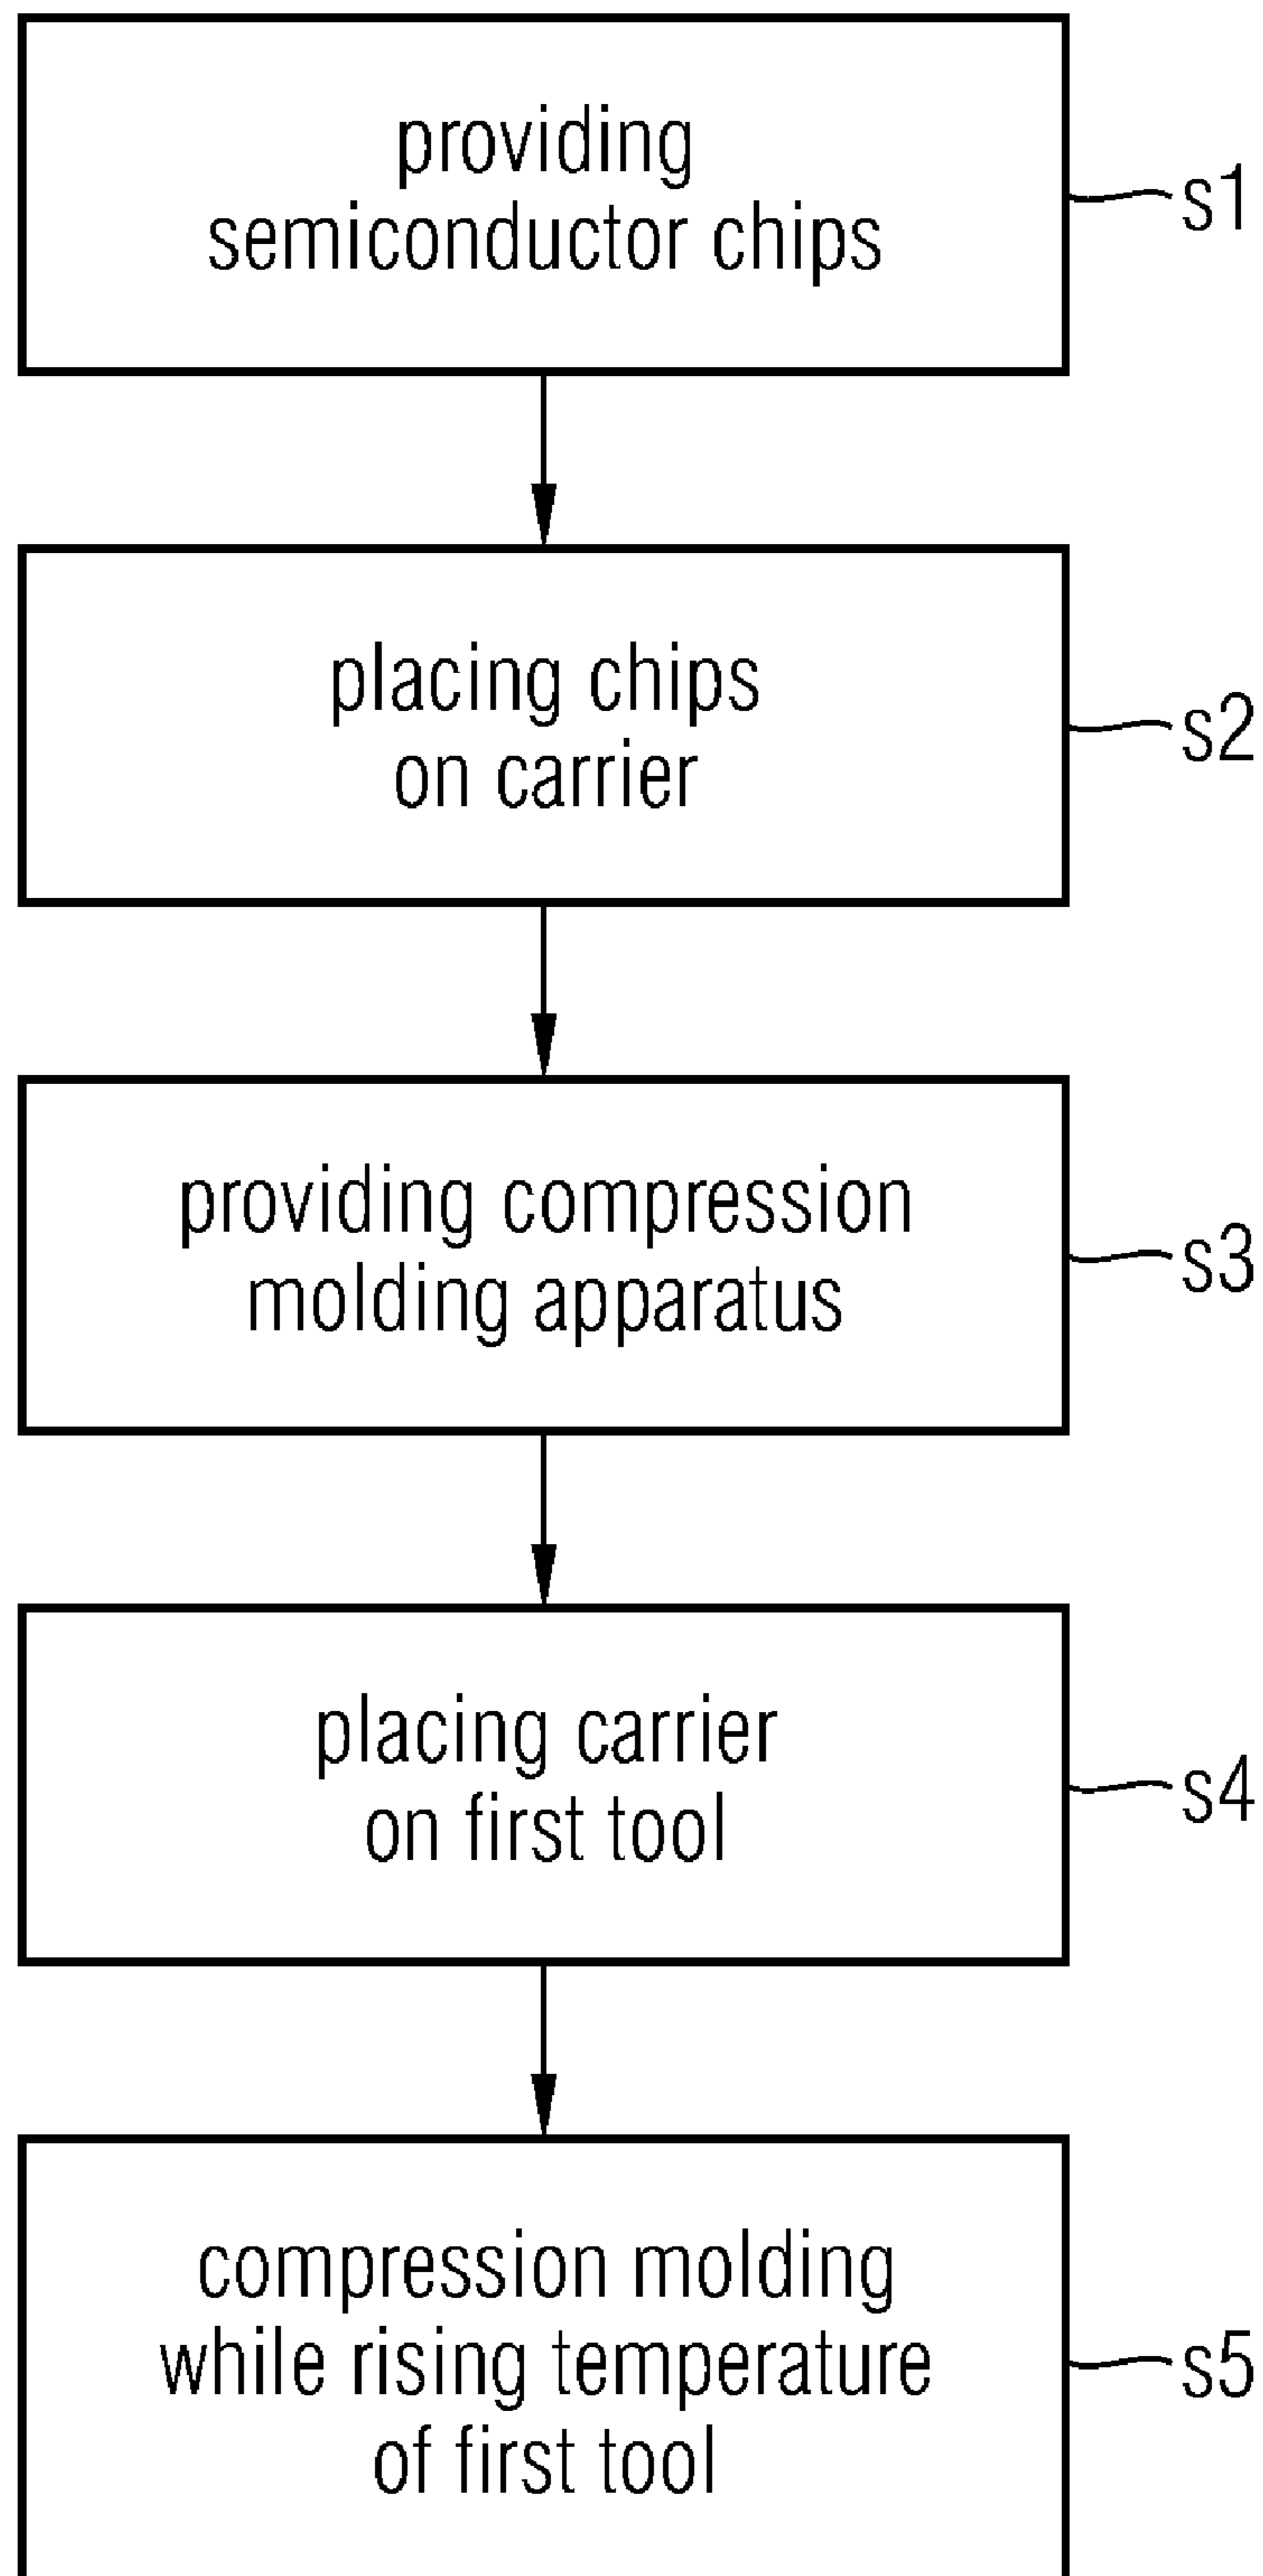 providing
semiconductor chips
s1
placing chips
on carrier
s2
providing compression
molding apparatus
s3
placing carrier
on first tool
s4
compression molding
while rising temperature
of first tool
s5